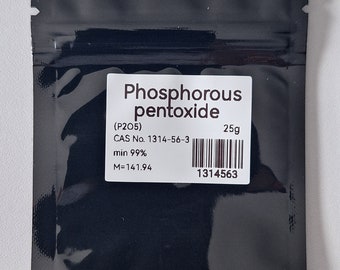 Phosphorous
pentoxide
(P2O5) 25g
CAS No. 1314-56-3
min 99%
M=141.94
1314563